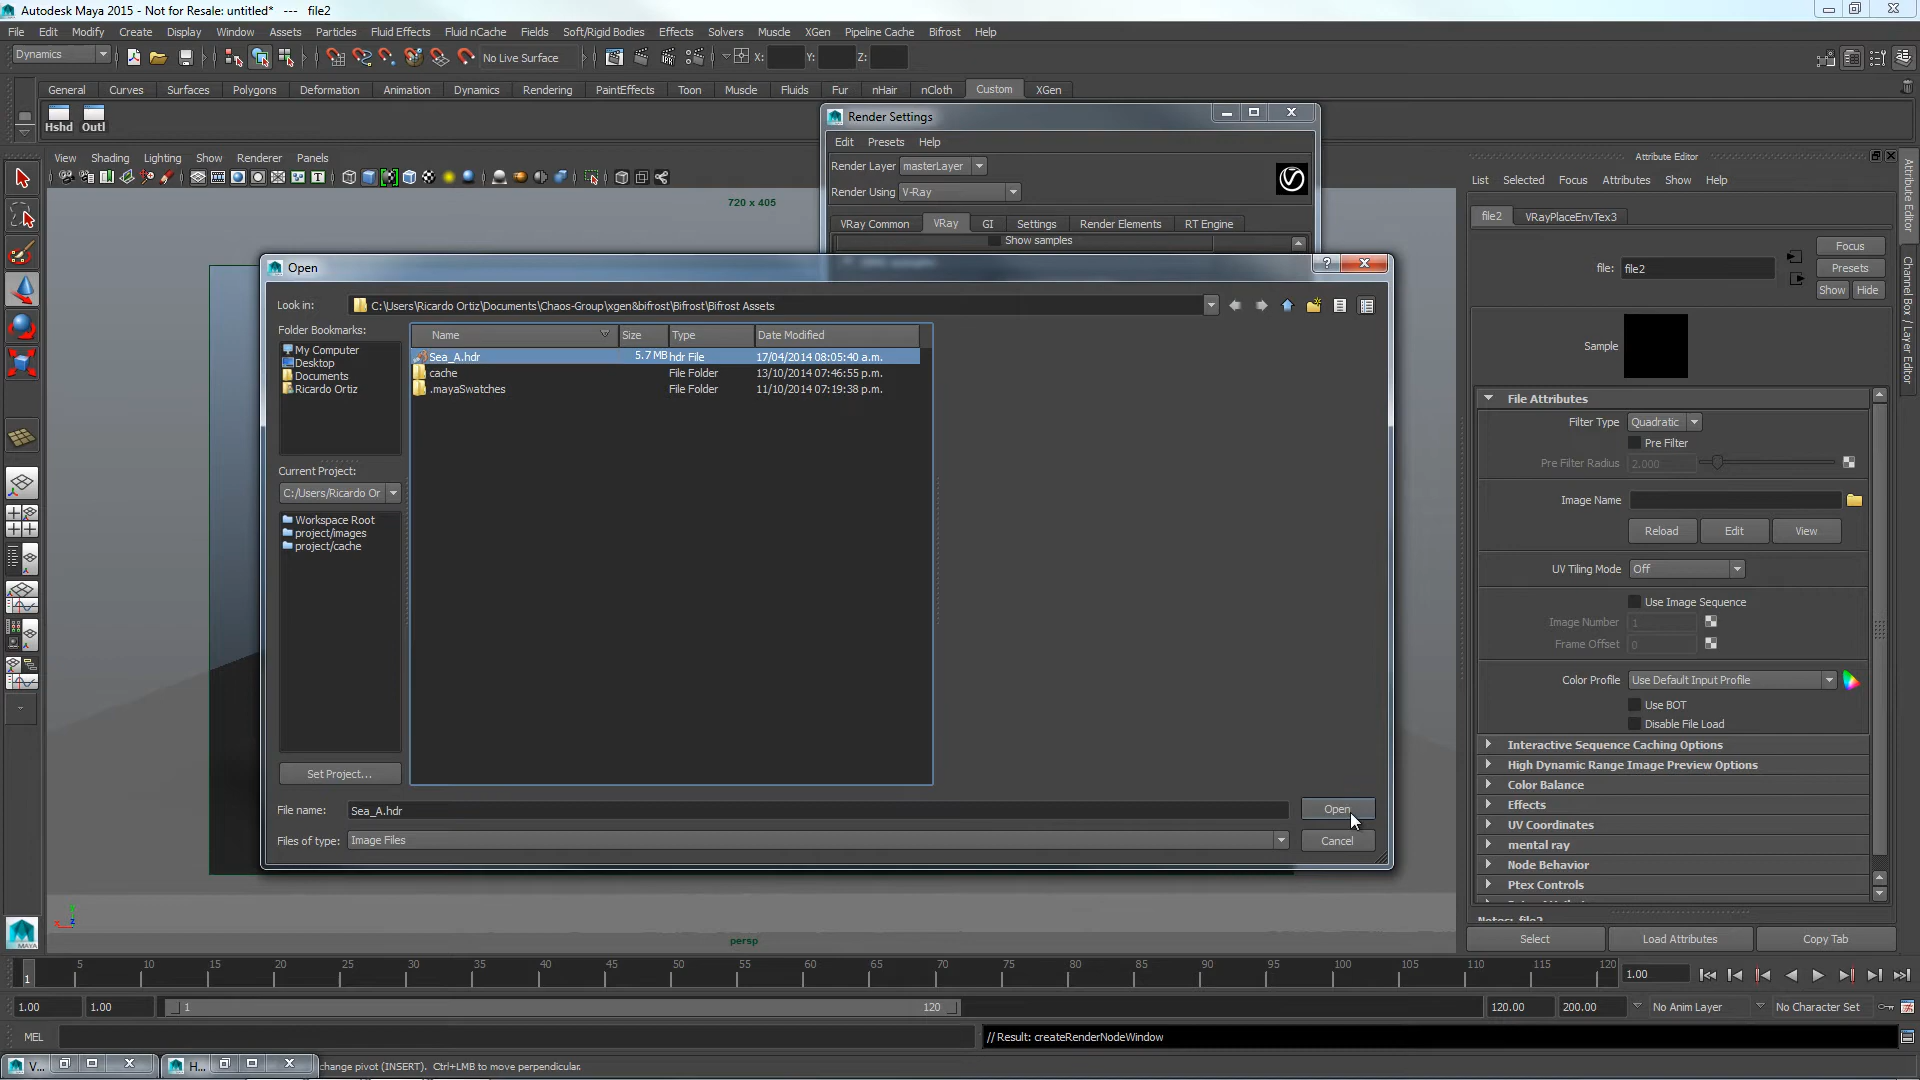 Autodesk Maya 2015 - Not for Resale: untitled*   ---   file2
File Edit Modify Create Display Window Assets Particles Fluid Effects Fluid nCache Fields Soft/Rigid Bodies Effects Solvers Muscle XGen Pipeline Cache Bifrost Help
Dynamics No Live Surface X: Y: Z:
General Curves Surfaces Polygons Deformation Animation Dynamics Rendering PaintEffects Toon Muscle Fluids Fur nHair nCloth Custom XGen
Hshd Outl
Render Settings
Edit Presets Help
Render Layer masterLayer
Render Using V-Ray
VRay Common VRay GI Settings Render Elements RT Engine
Show samples
View Shading Lighting Show Renderer Panels
720 x 405
Open
Look in: C:\Users\Ricardo Ortiz\Documents\Chaos-Group\xgen&bifrost\Bifrost\Bifrost Assets
Folder Bookmarks:
My Computer
Desktop
Documents
Ricardo Ortiz
Name Size Type Date Modified
Sea_A.hdr 5.7 MB hdr File 17/04/2014 08:05:40 a.m.
cache File Folder 13/10/2014 07:46:55 p.m.
.mayaSwatches File Folder 11/10/2014 07:19:38 p.m.
Current Project:
C:/Users/Ricardo Or
Workspace Root
project/images
project/cache
Set Project...
File name: Sea_A.hdr Open
Files of type: Image Files Cancel
Attribute Editor
List Selected Focus Attributes Show Help
file2 VRayPlaceEnvTex3
Focus
file: file2 Presets
Show Hide
Sample
File Attributes
Filter Type Quadratic
Pre Filter
Pre Filter Radius 2.000
Image Name
Reload Edit View
UV Tiling Mode Off
Use Image Sequence
Image Number 1
Frame Offset 0
Color Profile Use Default Input Profile
Use BOT
Disable File Load
Interactive Sequence Caching Options
High Dynamic Range Image Preview Options
Color Balance
Effects
UV Coordinates
mental ray
Node Behavior
Ptex Controls
Notes: file2
Select Load Attributes Copy Tab
Attribute Editor
Channel Box / Layer Editor
persp
MAYA
1 5 10 15 20 25 30 35 40 45 50 55 60 65 70 75 80 85 90 95 100 105 110 115 120 1.00
1.00 1.00 1 120 120.00 200.00 No Anim Layer No Character Set
MEL // Result: createRenderNodeWindow
V... H... change pivot (INSERT). Ctrl+LMB to move perpendicular.